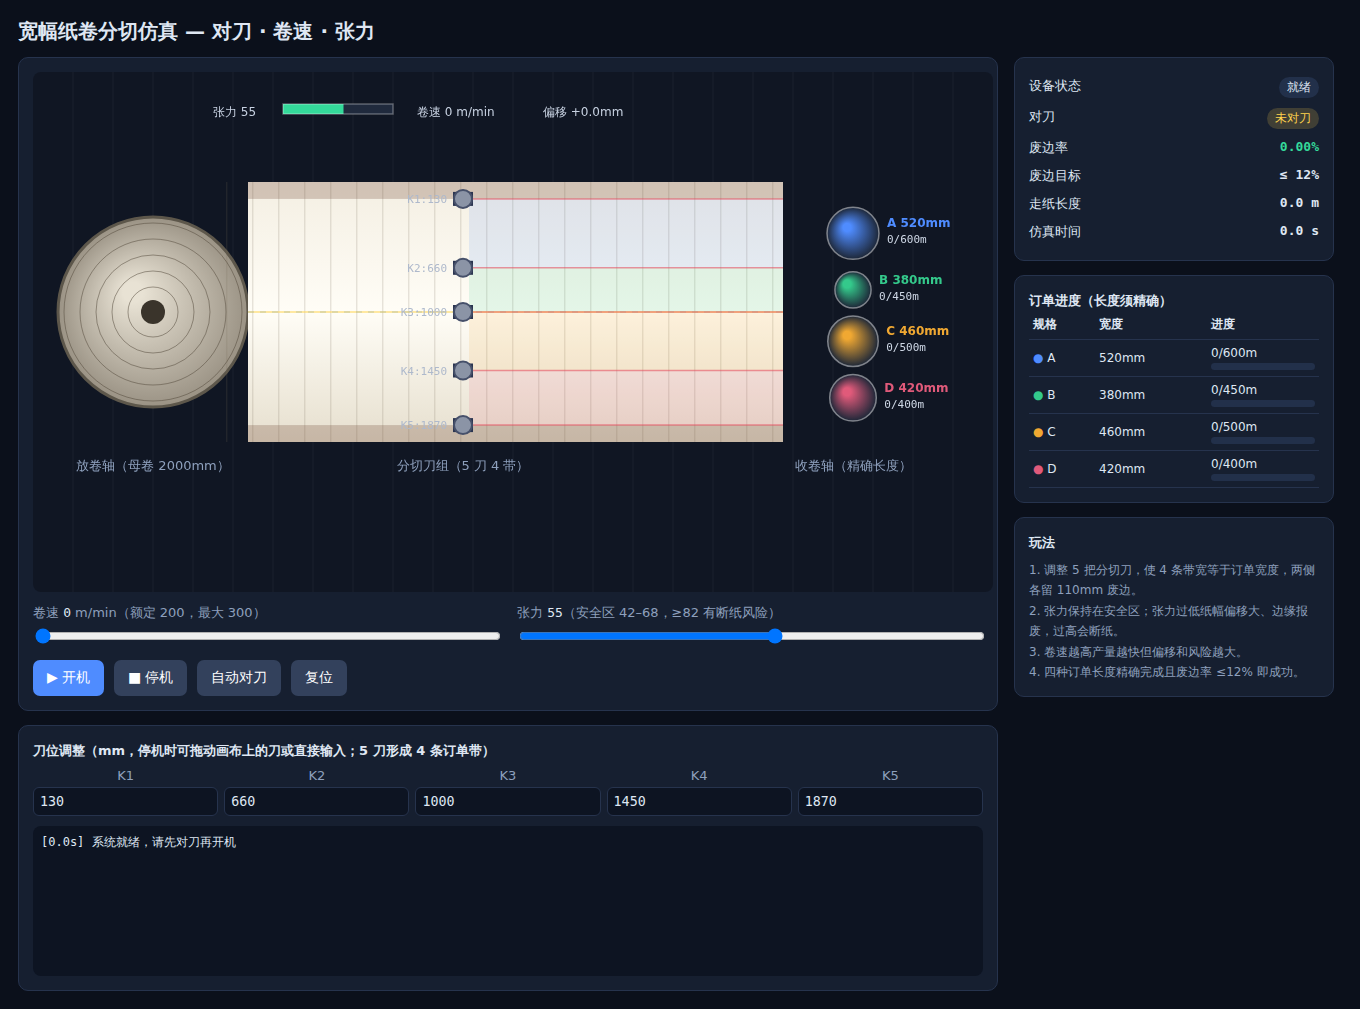 宽幅纸卷分切仿真 — 对刀 · 卷速 · 张力
张力 55
卷速 0 m/min
偏移 +0.0mm
K1:130
K2:660
K3:1000
K4:1450
K5:1870
A 520mm
0/600m
B 380mm
0/450m
C 460mm
0/500m
D 420mm
0/400m
放卷轴（母卷 2000mm）
分切刀组（5 刀 4 带）
收卷轴（精确长度）
卷速 0 m/min（额定 200，最大 300）
张力 55（安全区 42–68，≥82 有断纸风险）
▶ 开机
■ 停机
自动对刀
复位
刀位调整（mm，停机时可拖动画布上的刀或直接输入；5 刀形成 4 条订单带）
K1 K2 K3 K4 K5
130 660 1000 1450 1870
[0.0s] 系统就绪，请先对刀再开机
设备状态 就绪
对刀 未对刀
废边率 0.00%
废边目标 ≤ 12%
走纸长度 0.0 m
仿真时间 0.0 s
订单进度（长度须精确）
规格 宽度 进度
A 520mm 0/600m
B 380mm 0/450m
C 460mm 0/500m
D 420mm 0/400m
玩法
1. 调整 5 把分切刀，使 4 条带宽等于订单宽度，两侧
各留 110mm 废边。
2. 张力保持在安全区；张力过低纸幅偏移大、边缘报
废，过高会断纸。
3. 卷速越高产量越快但偏移和风险越大。
4. 四种订单长度精确完成且废边率 ≤12% 即成功。